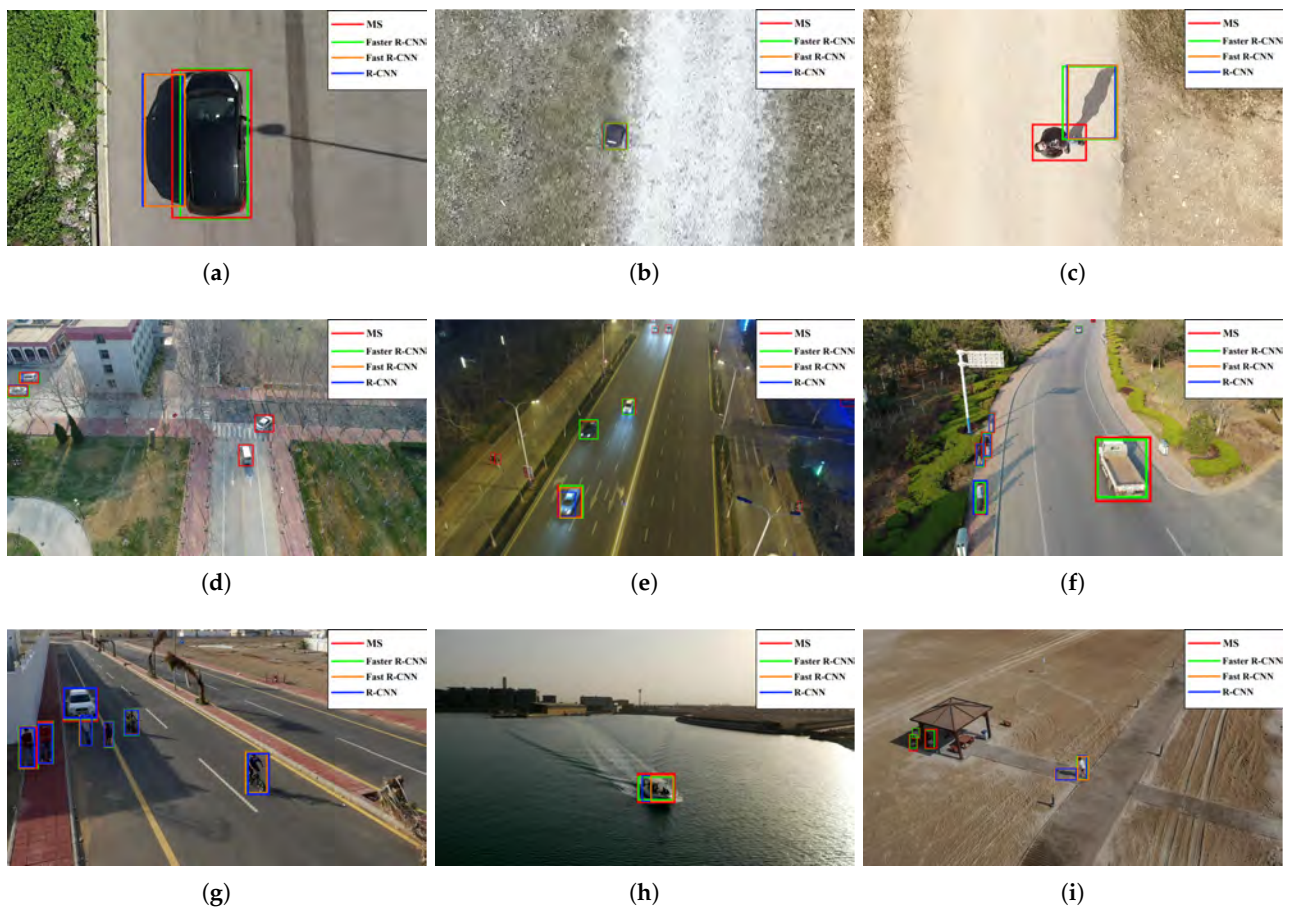 MS
Faster R-CNN
Fast R-CNN
R-CNN
MS
Faster R-CNN
Fast R-CNN
R-CNN
MS
Faster R-CNN
Fast R-CNN
R-CNN
(a)
(b)
(c)
MS
Faster R-CNN
Fast R-CNN
R-CNN
MS
Faster R-CNN
Fast R-CNN
R-CNN
MS
Faster R-CNN
Fast R-CNN
R-CNN
(d)
(e)
(f)
MS
Faster R-CNN
Fast R-CNN
R-CNN
MS
Faster R-CNN
Fast R-CNN
R-CNN
MS
Faster R-CNN
Fast R-CNN
R-CNN
(g)
(h)
(i)